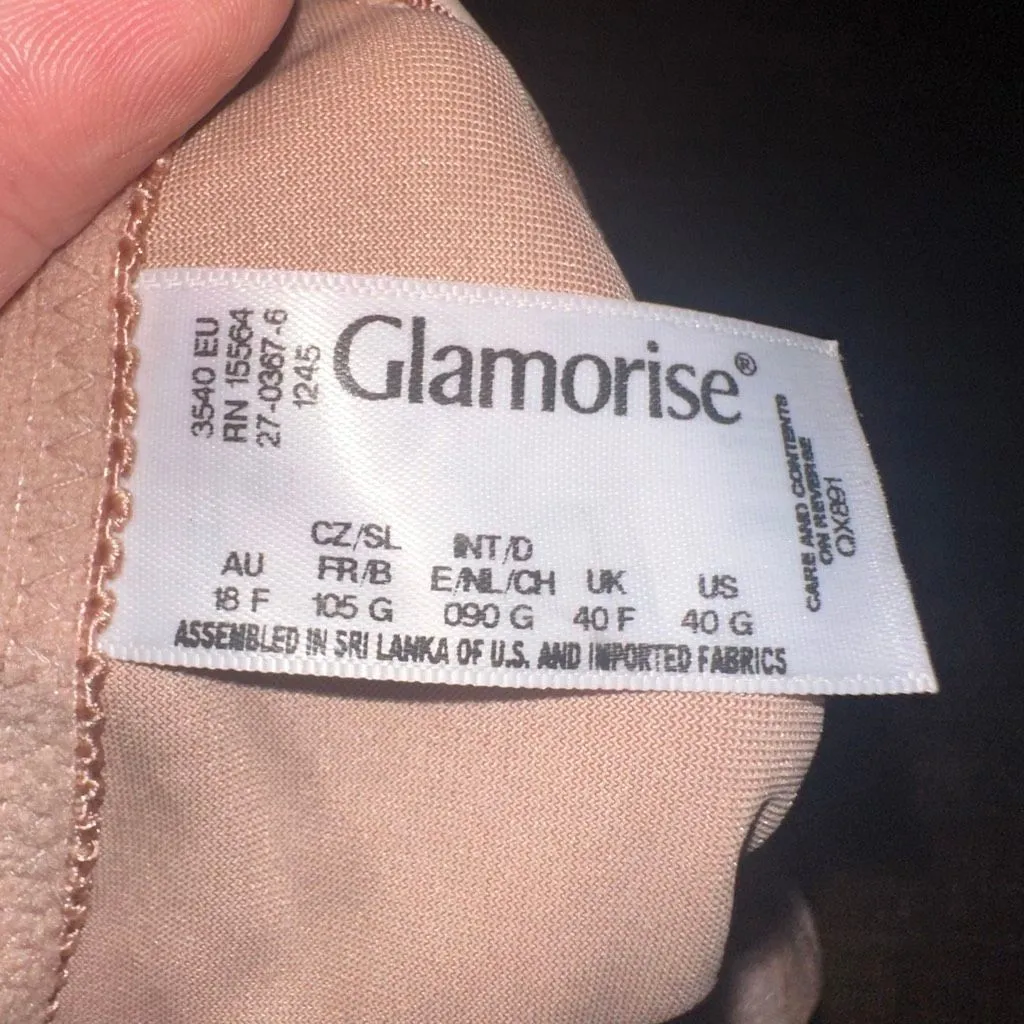 3540 EU
RN 15564
27-0367-6
1245
Glamorise®
CARE AND CONTENTS
ON REVERSE
QX891
CZ/SL INT/D
AU FR/B E/NL/CH UK US
18 F 105 G 090 G 40 F 40 G
ASSEMBLED IN SRI LANKA OF U.S. AND IMPORTED FABRICS